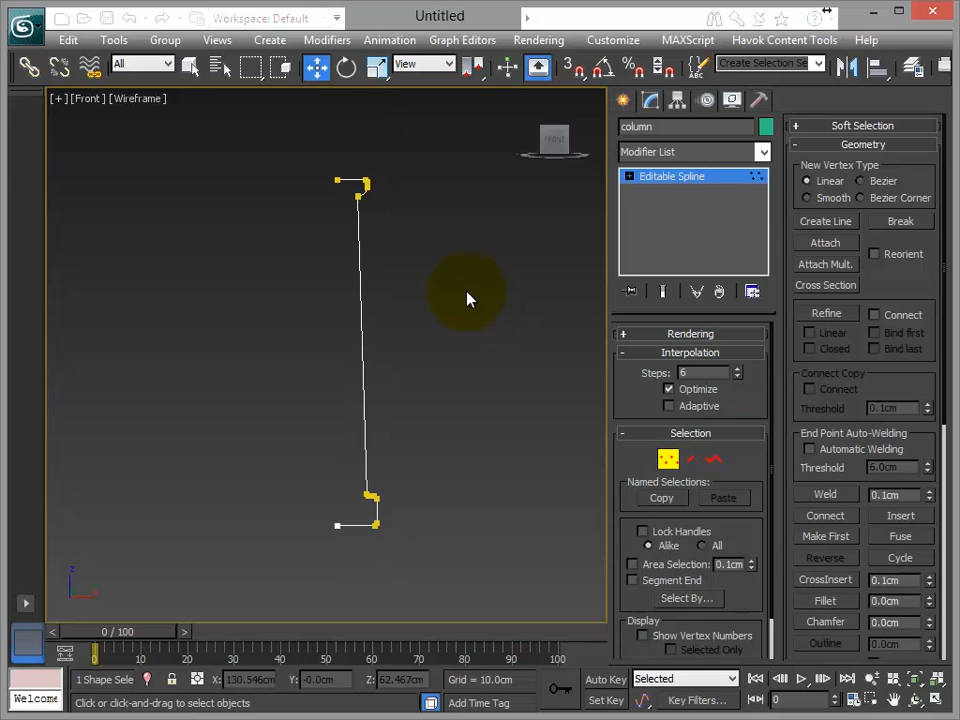 Workspace: Default
Untitled
Edit Tools Group Views Create Modifiers Animation Graph Editors Rendering Customize MAXScript Havok Content Tools Help
All
View
3
ABC
Create Selection Se
[+] [Front] [Wireframe]
FRONT
z
x
column
Modifier List
Editable Spline
Rendering
Interpolation
Steps: 6
Optimize
Adaptive
Selection
Named Selections:
Copy Paste
Lock Handles
Alike All
Area Selection: 0.1cm
Segment End
Select By...
Display
Show Vertex Numbers
Selected Only
Soft Selection
Geometry
New Vertex Type
Linear Bezier
Smooth Bezier Corner
Create Line Break
Attach
Reorient
Attach Mult.
Cross Section
Refine Connect
Linear Bind first
Closed Bind last
Connect Copy
Connect
Threshold 0.1cm
End Point Auto-Welding
Automatic Welding
Threshold 6.0cm
Weld 0.1cm
Connect Insert
Make First Fuse
Reverse Cycle
CrossInsert 0.1cm
Fillet 0.0cm
Chamfer 0.0cm
Outline 0.0cm
0 / 100
0 10 20 30 40 50 60 70 80 90 100
1 Shape Sele X: 130.546cm Y: -0.0cm Z: 62.467cm Grid = 10.0cm Auto Key Selected
Welcome Click or click-and-drag to select objects Add Time Tag Set Key Key Filters... 0